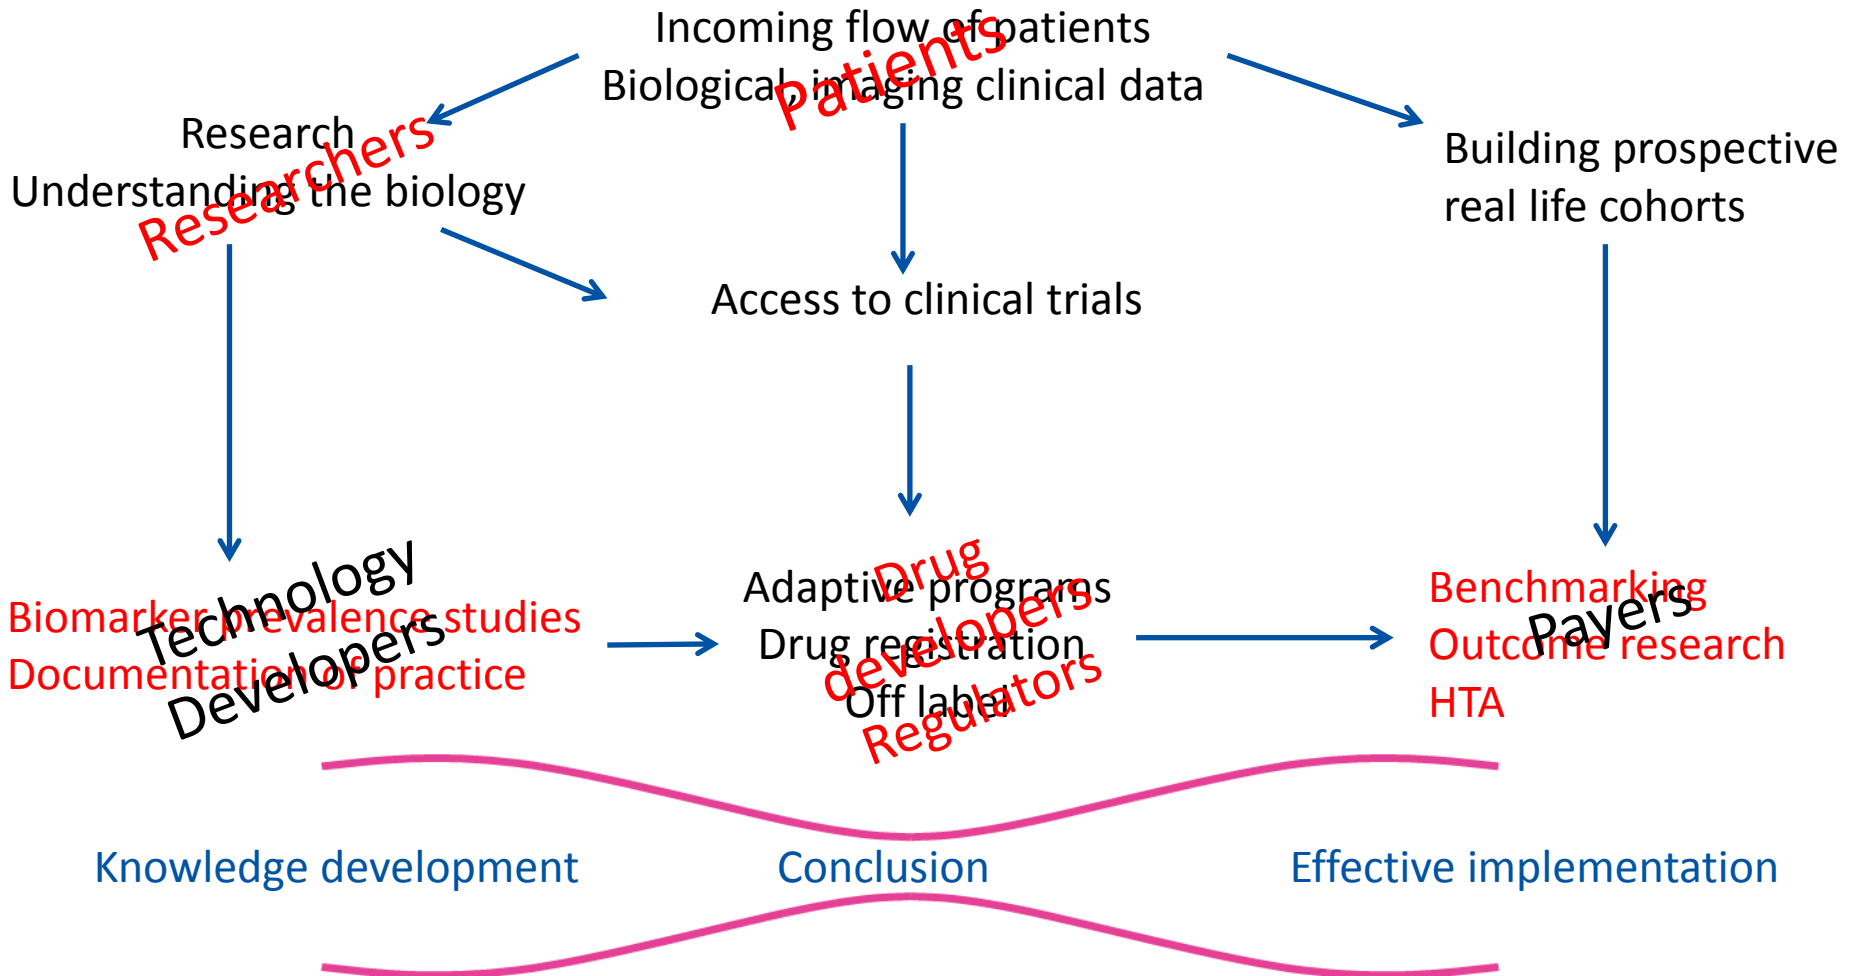 Incoming flow of patients
Biological, imaging clinical data
Patients
Research
Understanding the biology
Researchers
Building prospective
real life cohorts
Access to clinical trials
Biomarker prevalence studies
Documentation of practice
Technology
Developers
Adaptive programs
Drug registration
Off label
Drug
developers
Regulators
Benchmarking
Outcome research
HTA
Payers
Knowledge development
Conclusion
Effective implementation